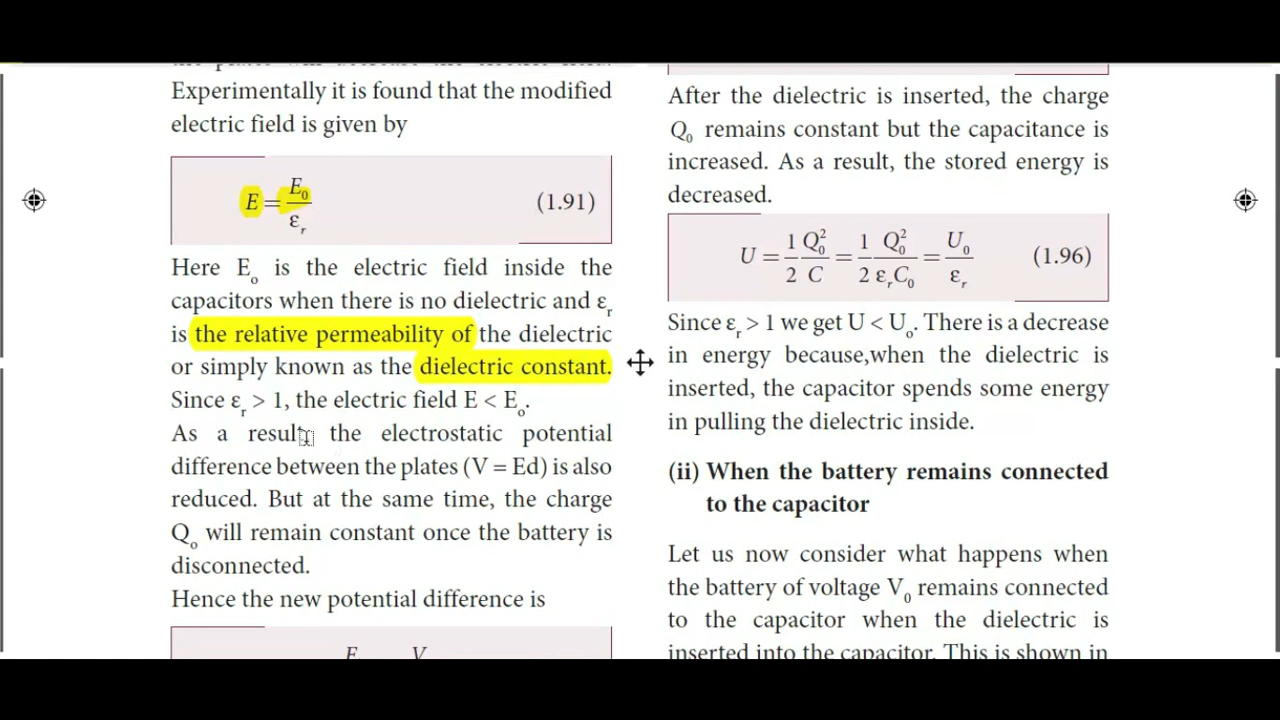 Experimentally it is found that the modified
electric field is given by
E = E₀/εᵣ (1.91)
Here Eₒ is the electric field inside the
capacitors when there is no dielectric and εᵣ
is the relative permeability of the dielectric
or simply known as the dielectric constant.
Since εᵣ > 1, the electric field E < Eₒ.
As a result, the electrostatic potential
difference between the plates (V = Ed) is also
reduced. But at the same time, the charge
Qₒ will remain constant once the battery is
disconnected.
Hence the new potential difference is
After the dielectric is inserted, the charge
Q₀ remains constant but the capacitance is
increased. As a result, the stored energy is
decreased.
U = 1/2 Q₀²/C = 1/2 Q₀²/εᵣC₀ = U₀/εᵣ (1.96)
Since εᵣ > 1 we get U < Uₒ. There is a decrease
in energy because,when the dielectric is
inserted, the capacitor spends some energy
in pulling the dielectric inside.
(ii) When the battery remains connected
to the capacitor
Let us now consider what happens when
the battery of voltage V₀ remains connected
to the capacitor when the dielectric is
inserted into the capacitor. This is shown in